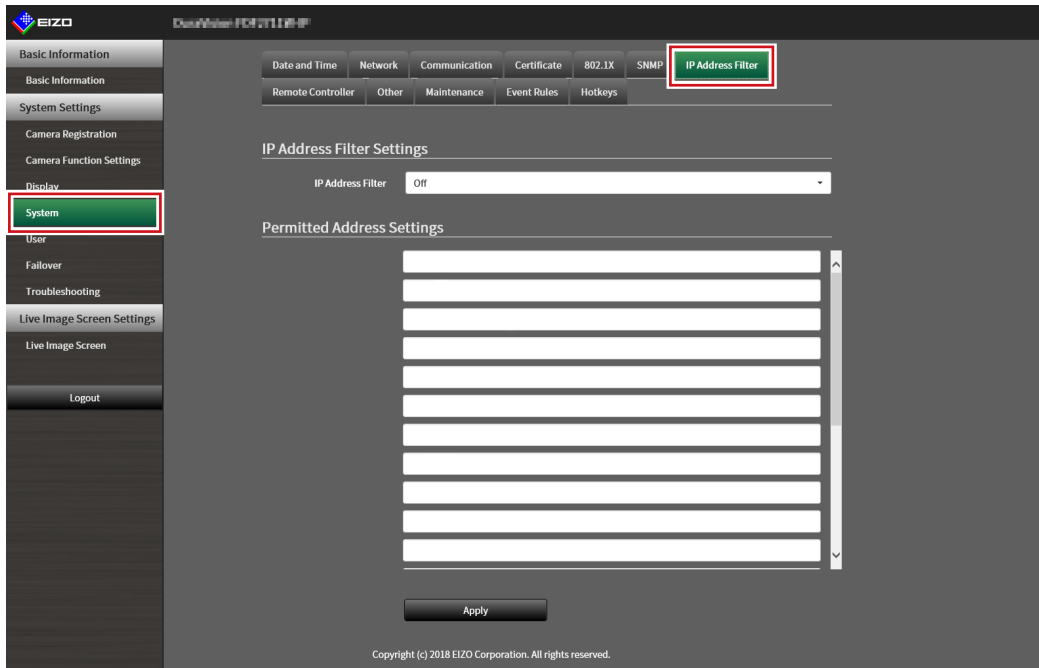 EIZO
Basic Information
Basic Information
System Settings
Camera Registration
Camera Function Settings
Display
System
User
Failover
Troubleshooting
Live Image Screen Settings
Live Image Screen
Logout
Date and Time Network Communication Certificate 802.1X SNMP IP Address Filter
Remote Controller Other Maintenance Event Rules Hotkeys
IP Address Filter Settings
IP Address Filter Off
Permitted Address Settings
Apply
Copyright (c) 2018 EIZO Corporation. All rights reserved.